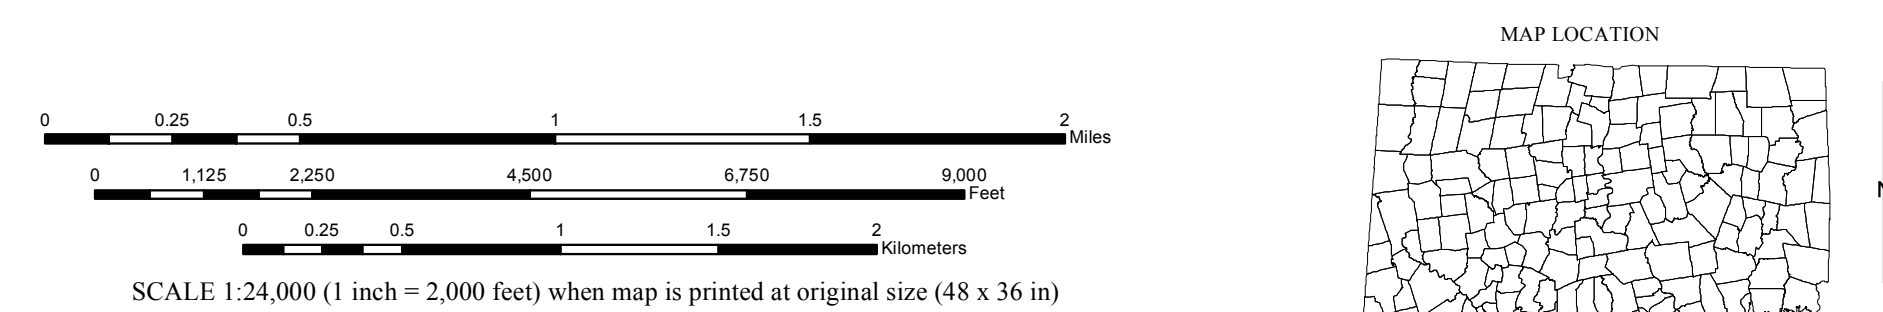 MAP LOCATION
0 0.25 0.5 1 1.5 2
Miles
0 1,125 2,250 4,500 6,750 9,000
Feet
0 0.25 0.5 1 1.5 2
Kilometers
SCALE 1:24,000 (1 inch = 2,000 feet) when map is printed at original size (48 x 36 in)